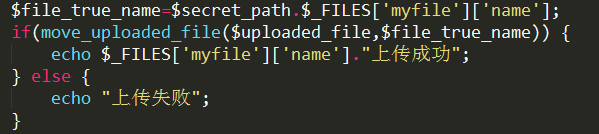 $file_true_name=$secret_path.$_FILES['myfile']['name'];
if(move_uploaded_file($uploaded_file,$file_true_name)) {
    echo $_FILES['myfile']['name']."上传成功";
} else {
    echo "上传失败";
}